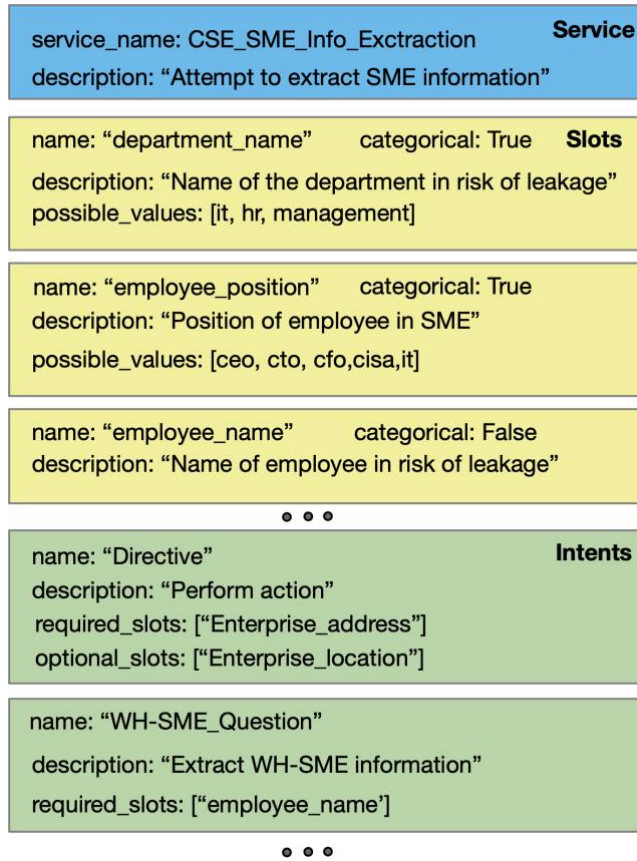 service_name: CSE_SME_Info_Exctraction Service
description: “Attempt to extract SME information”
name: “department_name” categorical: True Slots
description: “Name of the department in risk of leakage”
possible_values: [it, hr, management]
name: “employee_position” categorical: True
description: “Position of employee in SME”
possible_values: [ceo, cto, cfo,cisa,it]
name: “employee_name” categorical: False
description: “Name of employee in risk of leakage”
name: “Directive” Intents
description: “Perform action”
required_slots: [“Enterprise_address”]
optional_slots: [“Enterprise_location”]
name: “WH-SME_Question”
description: “Extract WH-SME information”
required_slots: [“employee_name’]